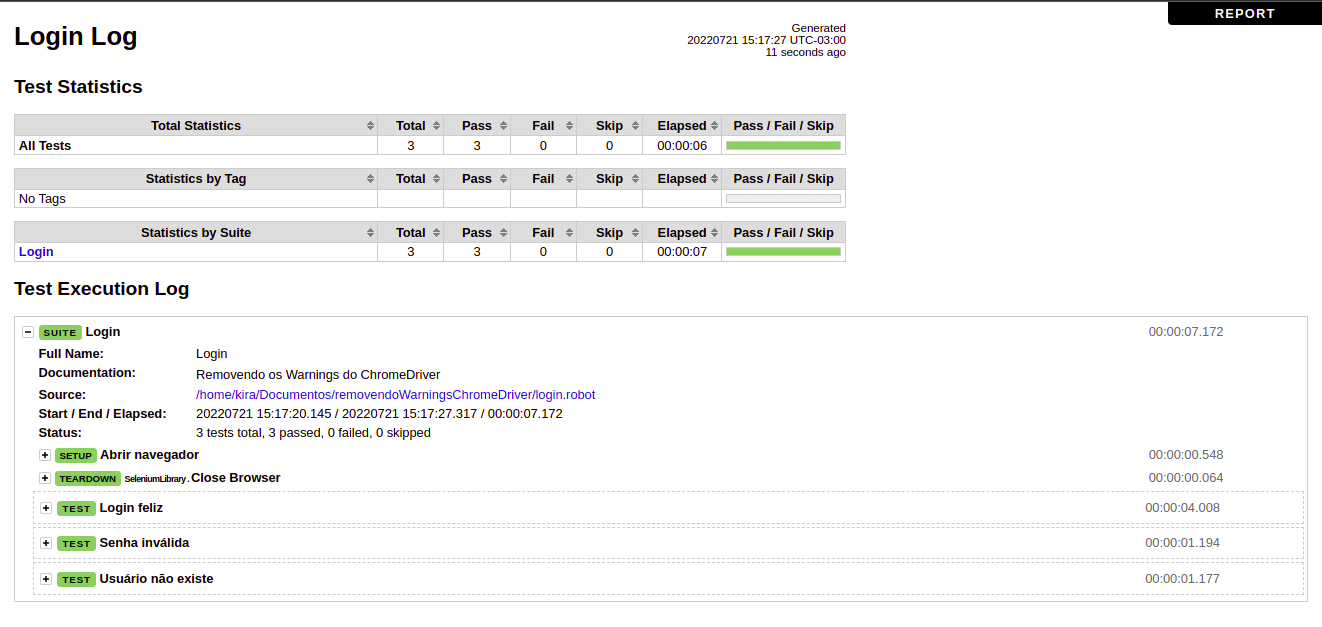 REPORT
Login Log
Generated
20220721 15:17:27 UTC-03:00
11 seconds ago
Test Statistics
Total Statistics Total Pass Fail Skip Elapsed Pass / Fail / Skip
All Tests 3 3 0 0 00:00:06
Statistics by Tag Total Pass Fail Skip Elapsed Pass / Fail / Skip
No Tags
Statistics by Suite Total Pass Fail Skip Elapsed Pass / Fail / Skip
Login 3 3 0 0 00:00:07
Test Execution Log
SUITE Login 00:00:07.172
Full Name: Login
Documentation: Removendo os Warnings do ChromeDriver
Source: /home/kira/Documentos/removendoWarningsChromeDriver/login.robot
Start / End / Elapsed: 20220721 15:17:20.145 / 20220721 15:17:27.317 / 00:00:07.172
Status: 3 tests total, 3 passed, 0 failed, 0 skipped
SETUP Abrir navegador 00:00:00.548
TEARDOWN SeleniumLibrary.Close Browser 00:00:00.064
TEST Login feliz 00:00:04.008
TEST Senha inválida 00:00:01.194
TEST Usuário não existe 00:00:01.177